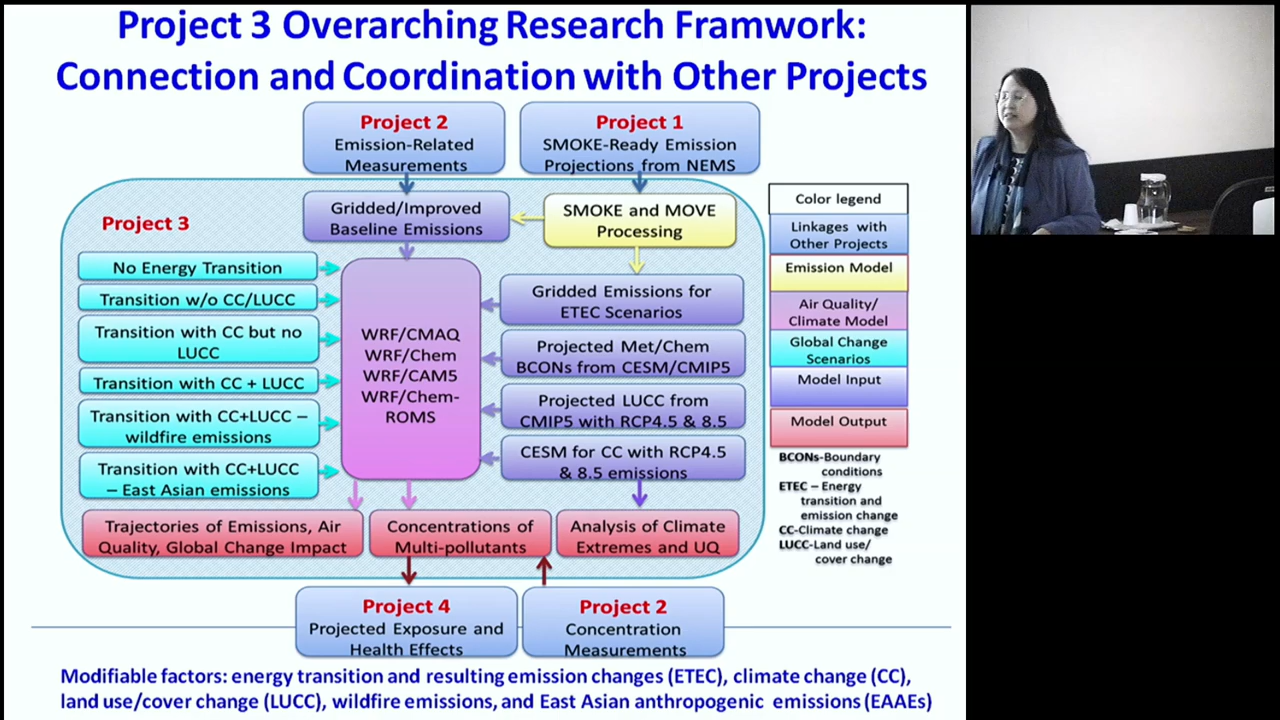 Project 3 Overarching Research Framwork:
Connection and Coordination with Other Projects
Project 2
Emission-Related
Measurements
Project 1
SMOKE-Ready Emission
Projections from NEMS
Project 3
Gridded/Improved
Baseline Emissions
SMOKE and MOVE
Processing
No Energy Transition
Transition w/o CC/LUCC
Transition with CC but no
LUCC
Transition with CC + LUCC
Transition with CC+LUCC –
wildfire emissions
Transition with CC+LUCC
– East Asian emissions
WRF/CMAQ
WRF/Chem
WRF/CAM5
WRF/Chem-
ROMS
Gridded Emissions for
ETEC Scenarios
Projected Met/Chem
BCONs from CESM/CMIP5
Projected LUCC from
CMIP5 with RCP4.5 & 8.5
CESM for CC with RCP4.5
& 8.5 emissions
Trajectories of Emissions, Air
Quality, Global Change Impact
Concentrations of
Multi-pollutants
Analysis of Climate
Extremes and UQ
Project 4
Projected Exposure and
Health Effects
Project 2
Concentration
Measurements
Color legend
Linkages with
Other Projects
Emission Model
Air Quality/
Climate Model
Global Change
Scenarios
Model Input
Model Output
BCONs-Boundary
conditions
ETEC – Energy
transition and
emission change
CC-Climate change
LUCC-Land use/
cover change
Modifiable factors: energy transition and resulting emission changes (ETEC), climate change (CC),
land use/cover change (LUCC), wildfire emissions, and East Asian anthropogenic emissions (EAAEs)